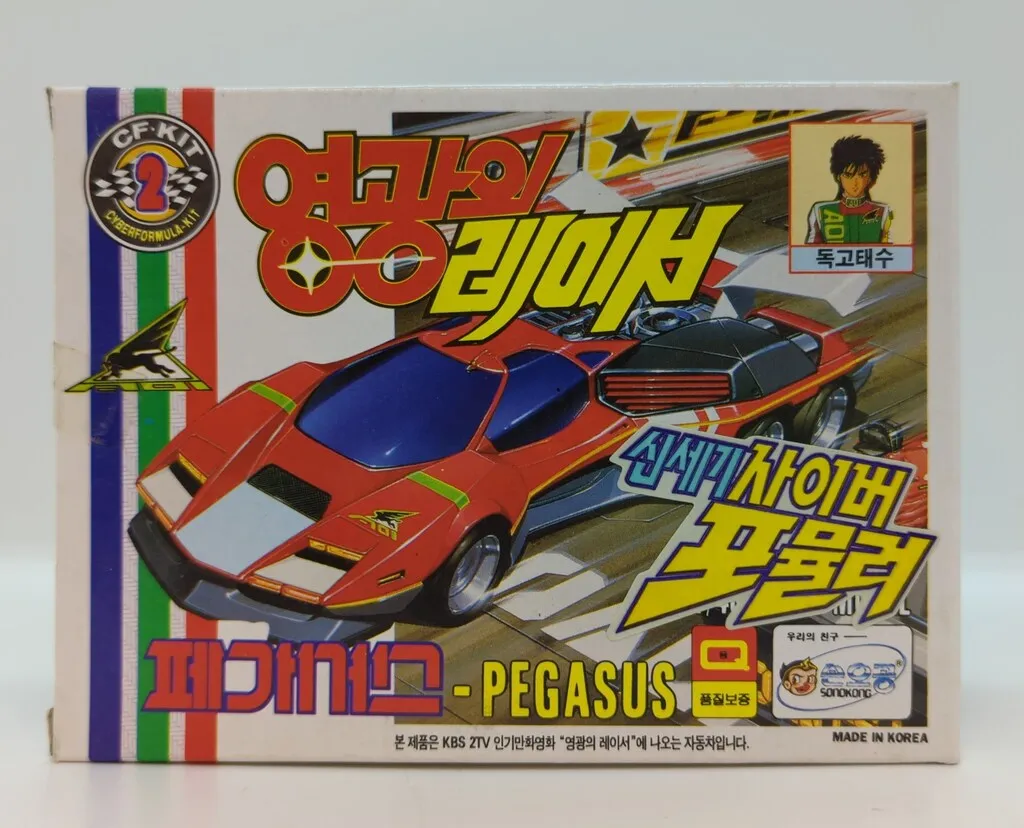 CF·KIT
2
CYBERFORMULA·KIT
영광의
레이서
AOI
독고태수
AOI
AOI
신세기 사이버
포뮬러
페가서스 - PEGASUS
Q
품질보증
우리의 친구
손오공®
SONOKONG
본 제품은 KBS 2TV 인기만화영화 "영광의 레이서"에 나오는 자동차입니다.
MADE IN KOREA